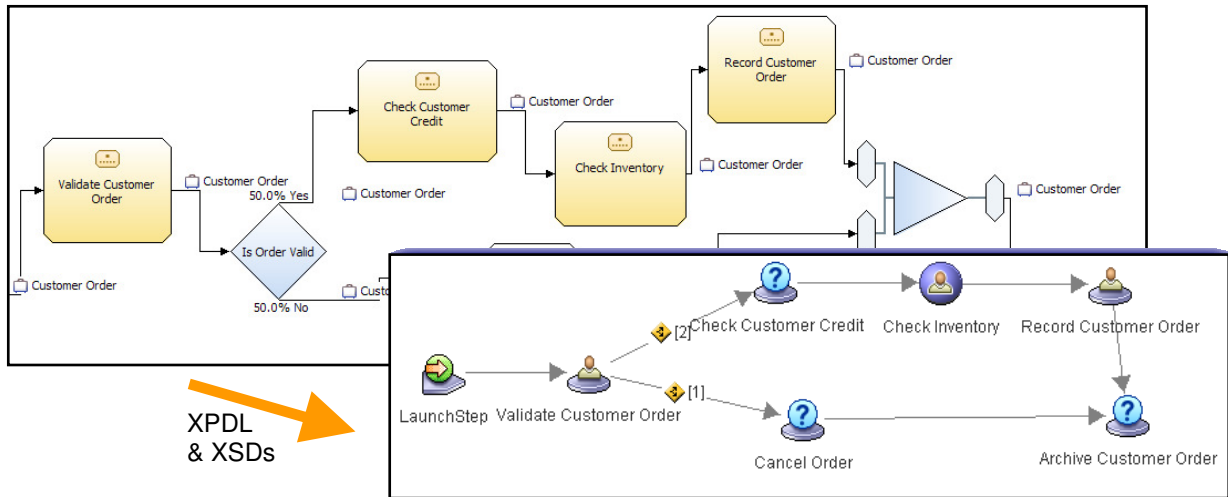 Record Customer
Order
Customer Order
Check Customer
Credit
Customer Order
Check Inventory
Customer Order
Validate Customer
Order
Customer Order
50.0% Yes
Customer Order
Customer Order
Is Order Valid
Customer Order
50.0% No
[2]
Check Customer Credit
Check Inventory
Record Customer Order
LaunchStep
Validate Customer Order
[1]
Cancel Order
Archive Customer Order
XPDL
& XSDs